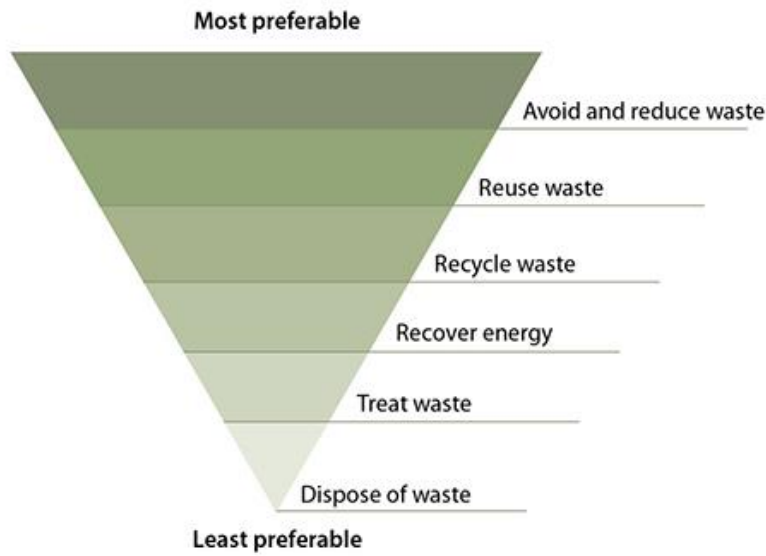 Most preferable
Avoid and reduce waste
Reuse waste
Recycle waste
Recover energy
Treat waste
Dispose of waste
Least preferable